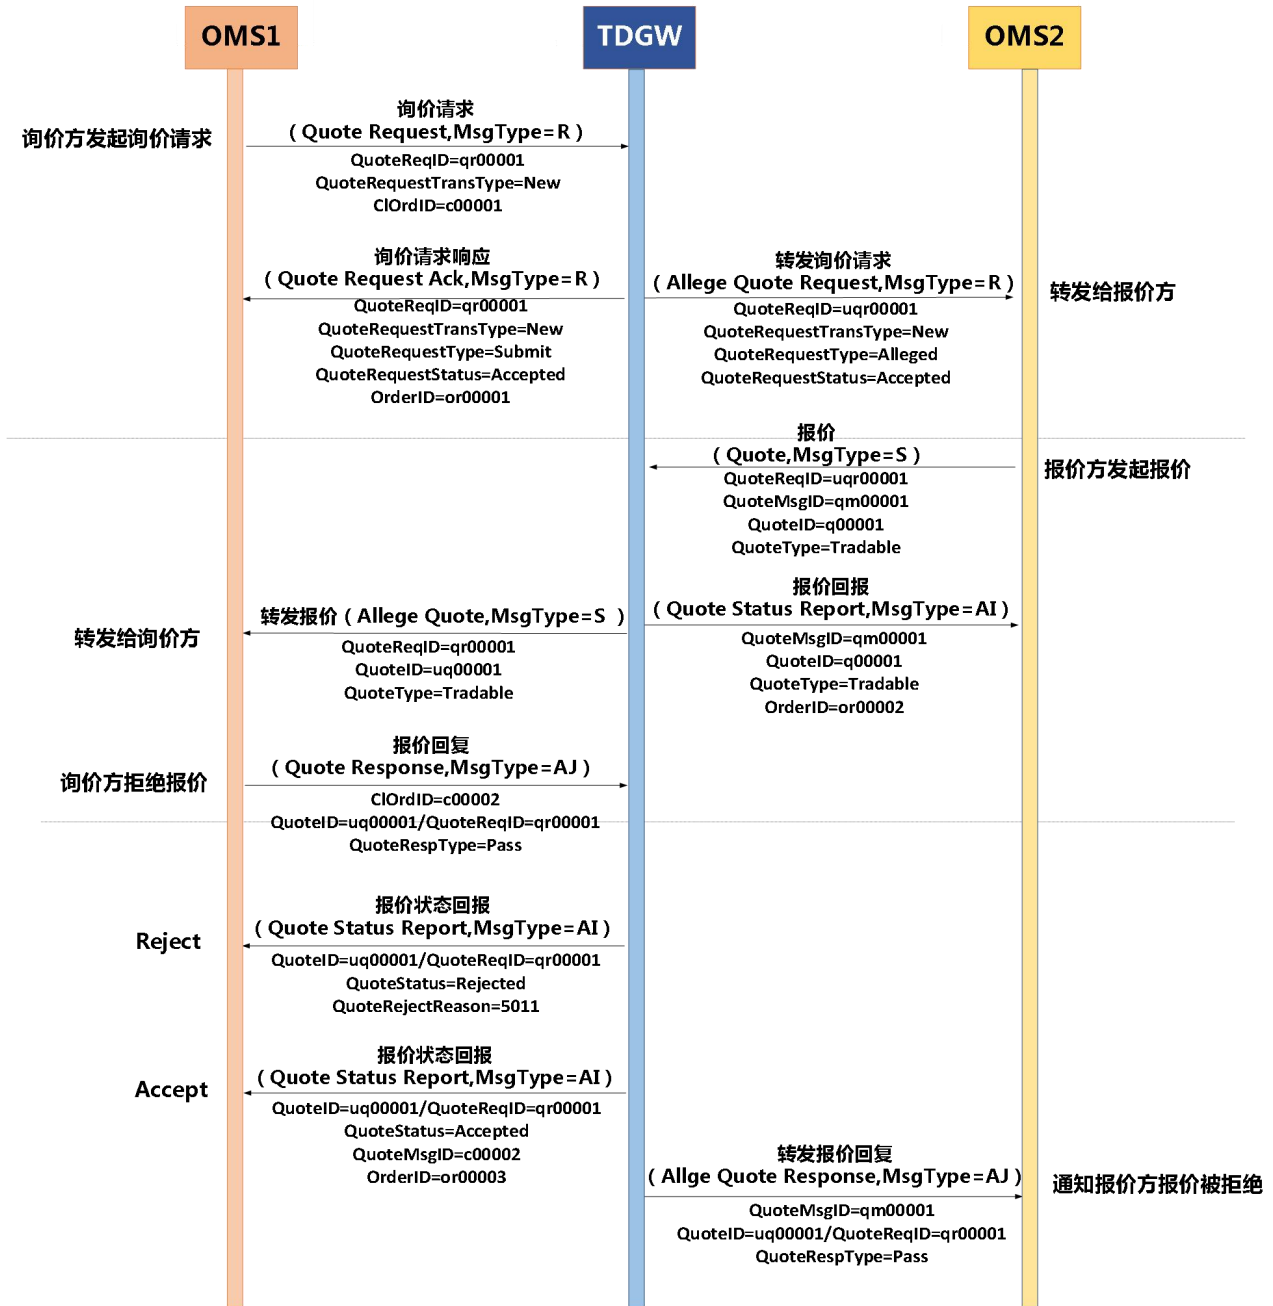 OMS1
TDGW
OMS2
询价方发起询价请求
询价请求
（Quote Request,MsgType=R）
QuoteReqID=qr00001
QuoteRequestTransType=New
ClOrdID=c00001
询价请求响应
（Quote Request Ack,MsgType=R）
QuoteReqID=qr00001
QuoteRequestTransType=New
QuoteRequestType=Submit
QuoteRequestStatus=Accepted
OrderID=or00001
转发询价请求
（Allege Quote Request,MsgType=R）
QuoteReqID=uqr00001
QuoteRequestTransType=New
QuoteRequestType=Alleged
QuoteRequestStatus=Accepted
转发给报价方
报价
（Quote,MsgType=S）
QuoteReqID=uqr00001
QuoteMsgID=qm00001
QuoteID=q00001
QuoteType=Tradable
报价方发起报价
报价回报
（Quote Status Report,MsgType=AI）
QuoteMsgID=qm00001
QuoteID=q00001
QuoteType=Tradable
OrderID=or00002
转发给询价方
转发报价（Allege Quote,MsgType=S ）
QuoteReqID=qr00001
QuoteID=uq00001
QuoteType=Tradable
询价方拒绝报价
报价回复
（Quote Response,MsgType=AJ）
ClOrdID=c00002
QuoteID=uq00001/QuoteReqID=qr00001
QuoteRespType=Pass
Reject
报价状态回报
（Quote Status Report,MsgType=AI）
QuoteID=uq00001/QuoteReqID=qr00001
QuoteStatus=Rejected
QuoteRejectReason=5011
Accept
报价状态回报
（Quote Status Report,MsgType=AI）
QuoteID=uq00001/QuoteReqID=qr00001
QuoteStatus=Accepted
QuoteMsgID=c00002
OrderID=or00003
转发报价回复
（Allge Quote Response,MsgType=AJ）
QuoteMsgID=qm00001
QuoteID=uq00001/QuoteReqID=qr00001
QuoteRespType=Pass
通知报价方报价被拒绝